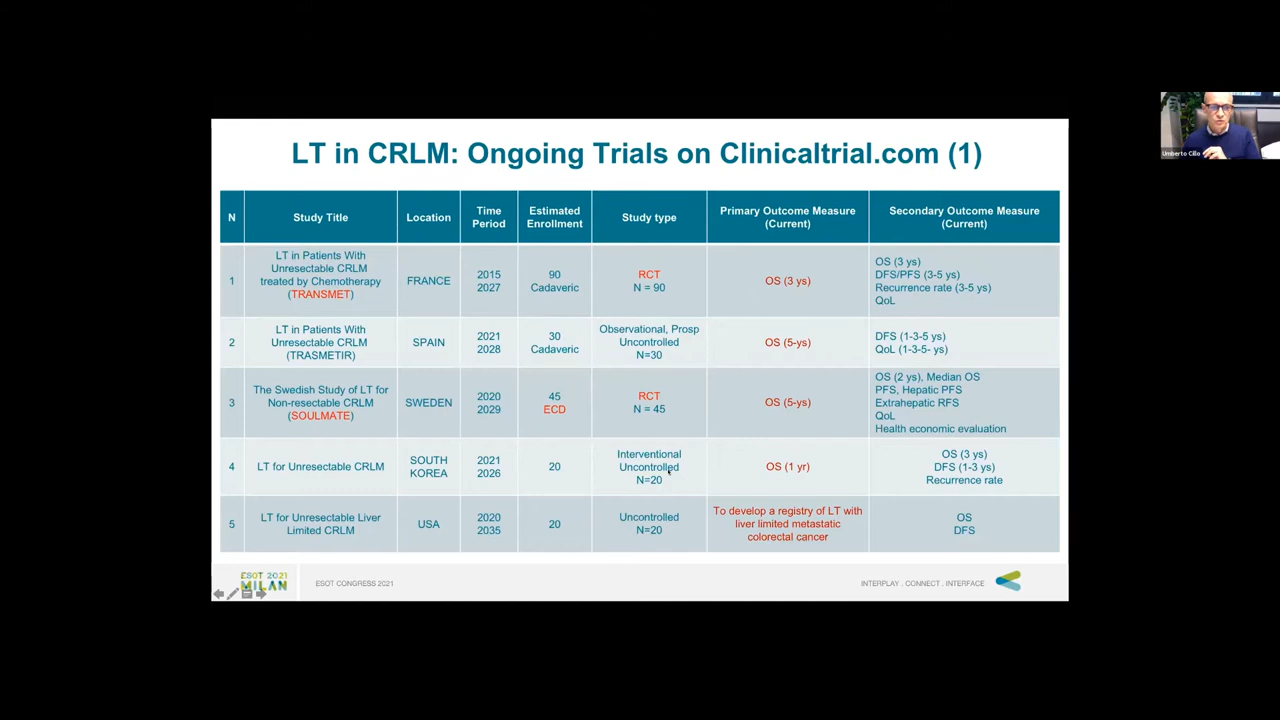 LT in CRLM: Ongoing Trials on Clinicaltrial.com (1)
N
Study Title
Location
Time
Period
Estimated
Enrollment
Study type
Primary Outcome Measure
(Current)
Secondary Outcome Measure
(Current)
1
LT in Patients With
Unresectable CRLM
treated by Chemotherapy
(TRANSMET)
FRANCE
2015
2027
90
Cadaveric
RCT
N = 90
OS (3 ys)
OS (3 ys)
DFS/PFS (3-5 ys)
Recurrence rate (3-5 ys)
QoL
2
LT in Patients With
Unresectable CRLM
(TRASMETIR)
SPAIN
2021
2028
30
Cadaveric
Observational, Prosp
Uncontrolled
N=30
OS (5-ys)
DFS (1-3-5 ys)
QoL (1-3-5- ys)
3
The Swedish Study of LT for
Non-resectable CRLM
(SOULMATE)
SWEDEN
2020
2029
45
ECD
RCT
N = 45
OS (5-ys)
OS (2 ys), Median OS
PFS, Hepatic PFS
Extrahepatic RFS
QoL
Health economic evaluation
4
LT for Unresectable CRLM
SOUTH
KOREA
2021
2026
20
Interventional
Uncontrolled
N=20
OS (1 yr)
OS (3 ys)
DFS (1-3 ys)
Recurrence rate
5
LT for Unresectable Liver
Limited CRLM
USA
2020
2035
20
Uncontrolled
N=20
To develop a registry of LT with
liver limited metastatic
colorectal cancer
OS
DFS
ESOT 2021
MILAN
ESOT CONGRESS 2021
INTERPLAY . CONNECT . INTERFACE
Umberto Cillo